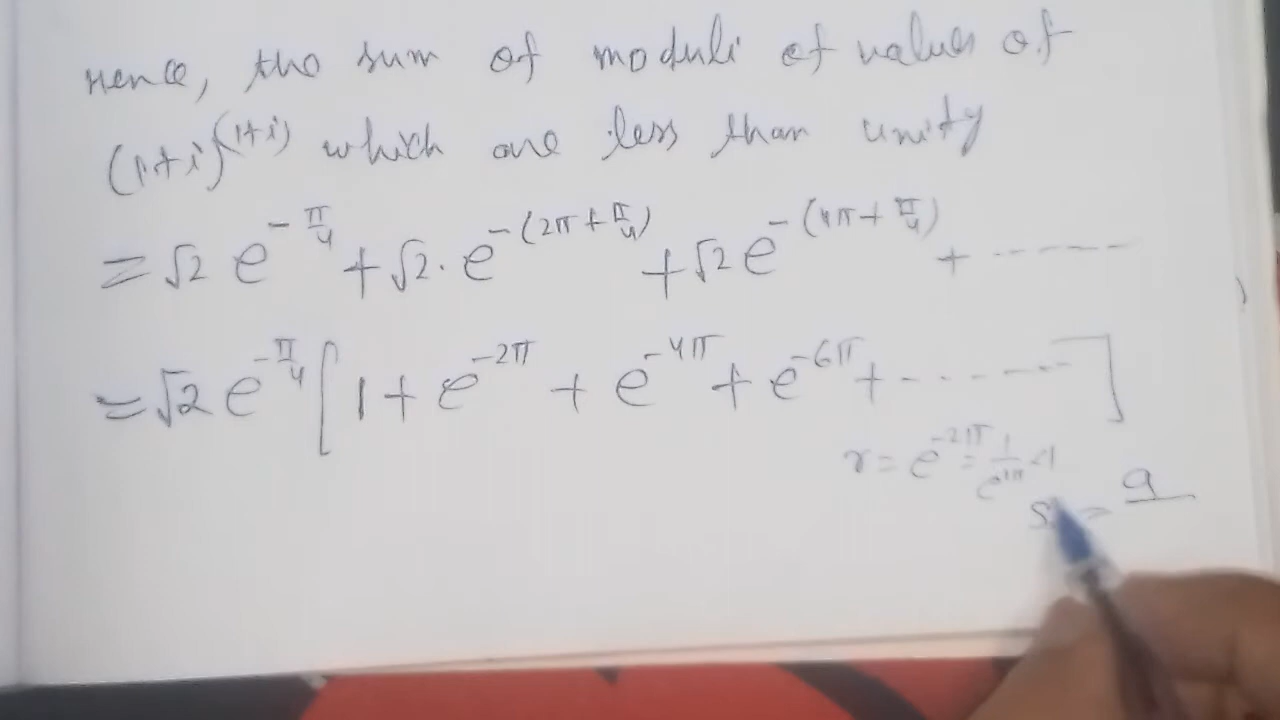 Hence, the sum of moduli of values of
(1+i)^(1+i) which are less than unity
= √2 e^{-π/4} + √2. e^{-(2π+π/4)} + √2 e^{-(4π+π/4)} + ------
= √2 e^{-π/4} [1 + e^{-2π} + e^{-4π} + e^{-6π} + ------]
r = e^{-2π} = 1/e^{2π} < 1
S = a